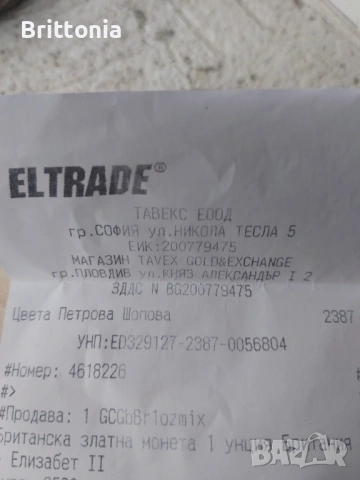 Brittonia
ELTRADE®
ТАВЕКС ЕООД
гр.СОФИЯ ул.НИКОЛА ТЕСЛА 5
ЕИК:200779475
МАГАЗИН TAVEX GOLD&EXCHANGE
гр.ПЛОВДИВ ул.КНЯЗ АЛЕКСАНДЪР I 2
ЗДДС N BG200779475
Цвета Петрова Шопова 2387
УНП:ED329127-2387-0056804
#Номер: 4618226
#>
#Продава: 1 GCGbBr1ozmix
Британска златна монета 1 унция Британия
- Елизабет II
BAZAR